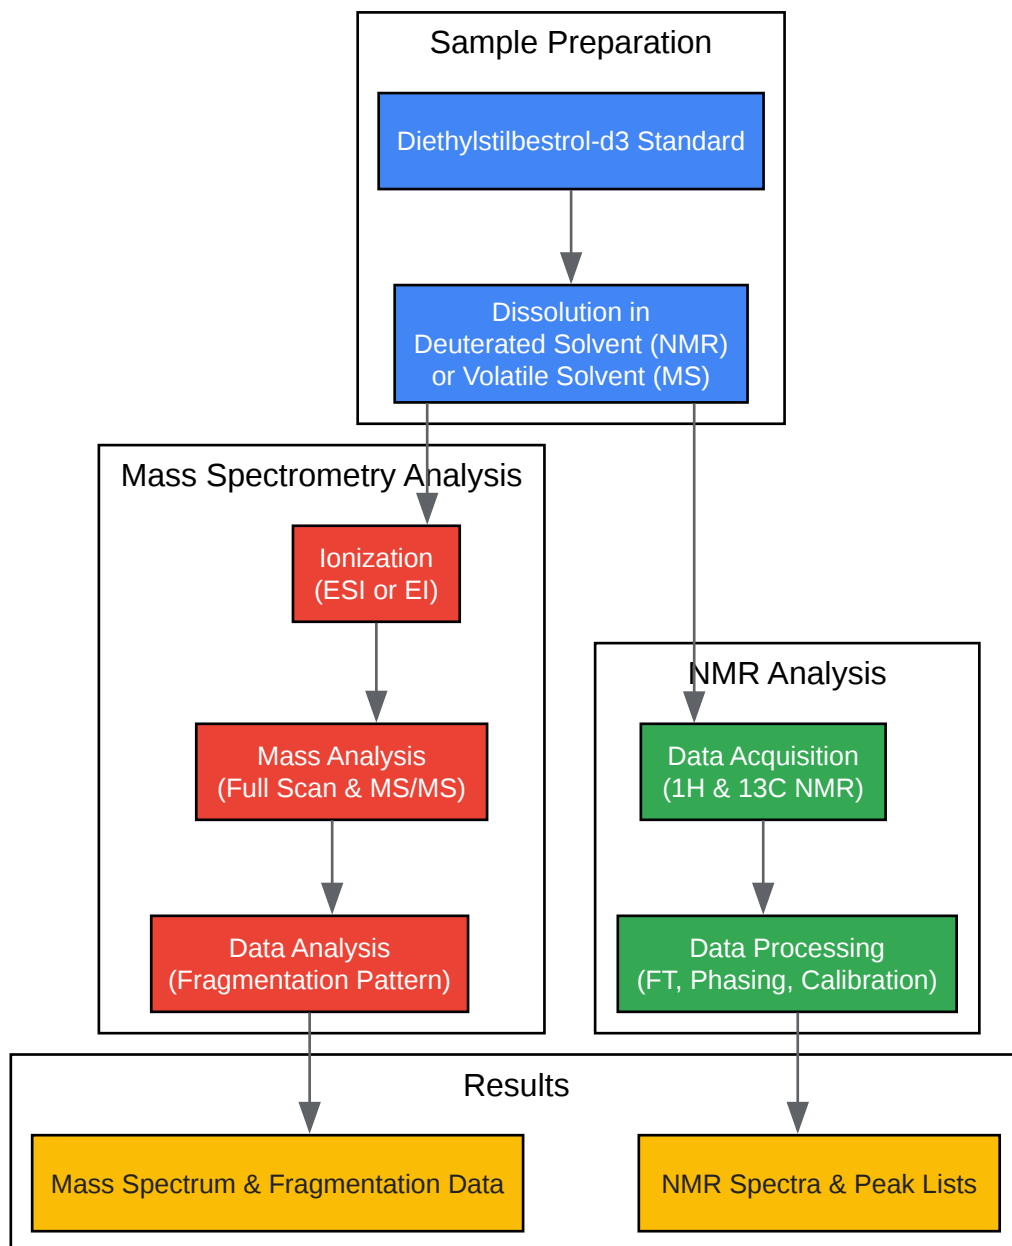 Sample Preparation
Diethylstilbestrol-d3 Standard
Dissolution in
Deuterated Solvent (NMR)
or Volatile Solvent (MS)
Mass Spectrometry Analysis
Ionization
(ESI or EI)
Mass Analysis
(Full Scan & MS/MS)
Data Analysis
(Fragmentation Pattern)
NMR Analysis
Data Acquisition
(1H & 13C NMR)
Data Processing
(FT, Phasing, Calibration)
Results
Mass Spectrum & Fragmentation Data
NMR Spectra & Peak Lists